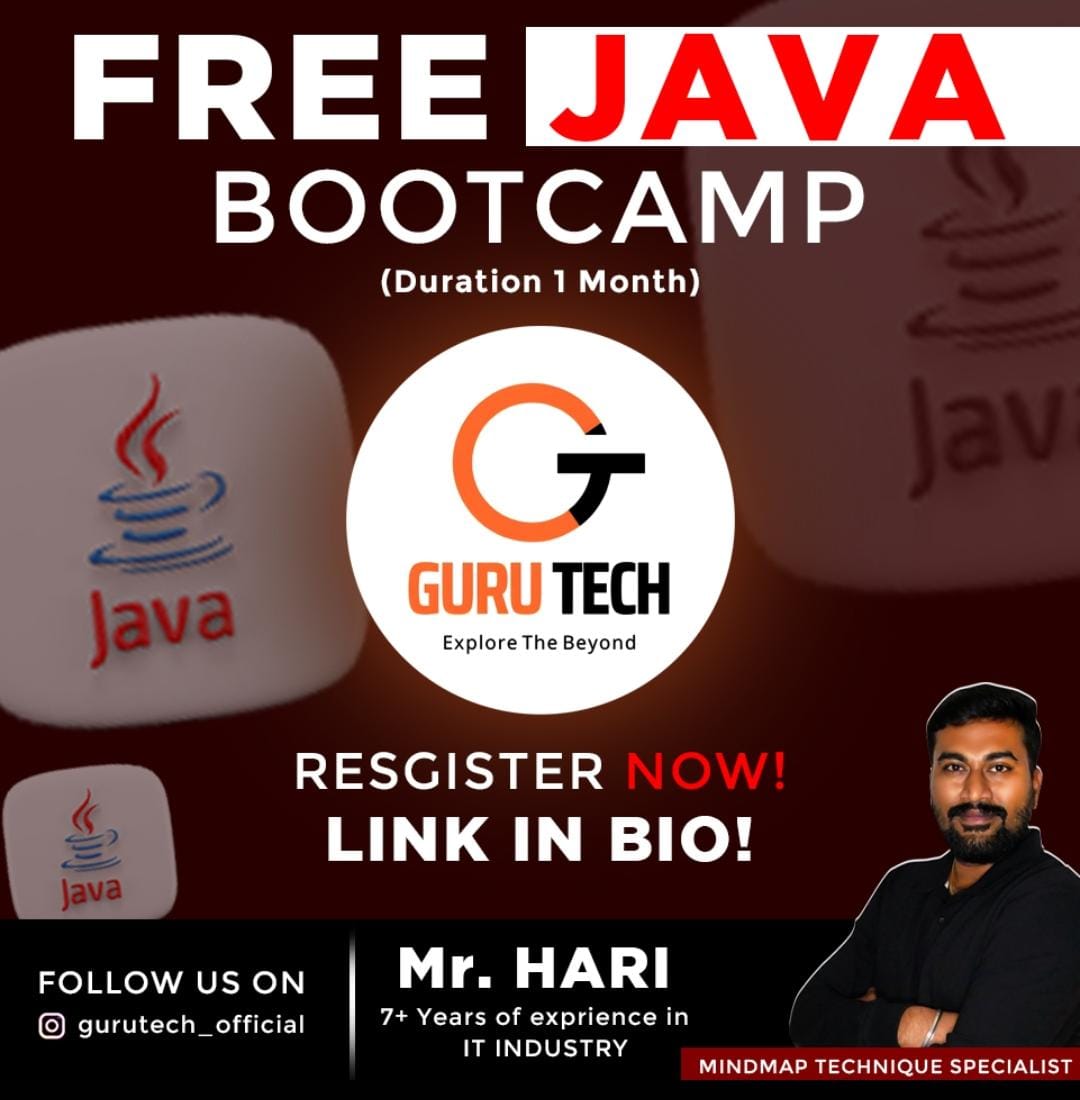 FREE JAVA
BOOTCAMP
(Duration 1 Month)
Java
Java
GURU TECH
Explore The Beyond
RESGISTER NOW!
LINK IN BIO!
Java
FOLLOW US ON
gurutech_official
Mr. HARI
7+ Years of exprience in
IT INDUSTRY
MINDMAP TECHNIQUE SPECIALIST